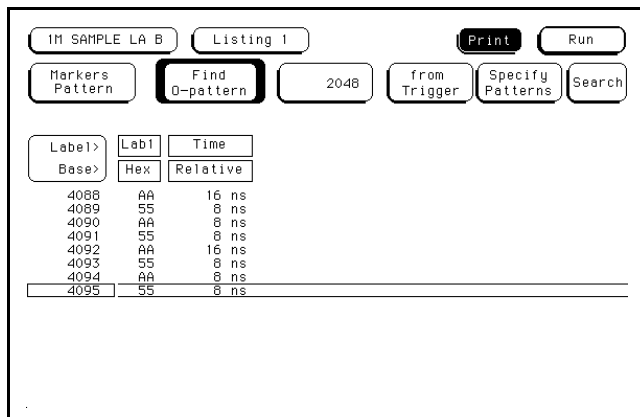 1M SAMPLE LA B Listing 1 Print Run
Markers Pattern Find O-pattern 2048 from Trigger Specify Patterns Search
Label> Lab1 Time
Base> Hex Relative
4088 AA 16 ns
4089 55 8 ns
4090 AA 8 ns
4091 55 8 ns
4092 AA 16 ns
4093 55 8 ns
4094 AA 8 ns
4095 55 8 ns